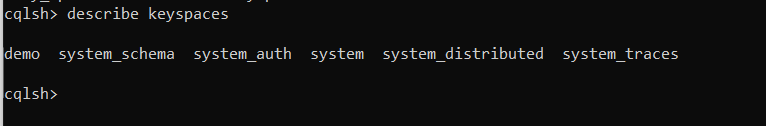 cqlsh> describe keyspaces
demo  system_schema  system_auth  system  system_distributed  system_traces
cqlsh>